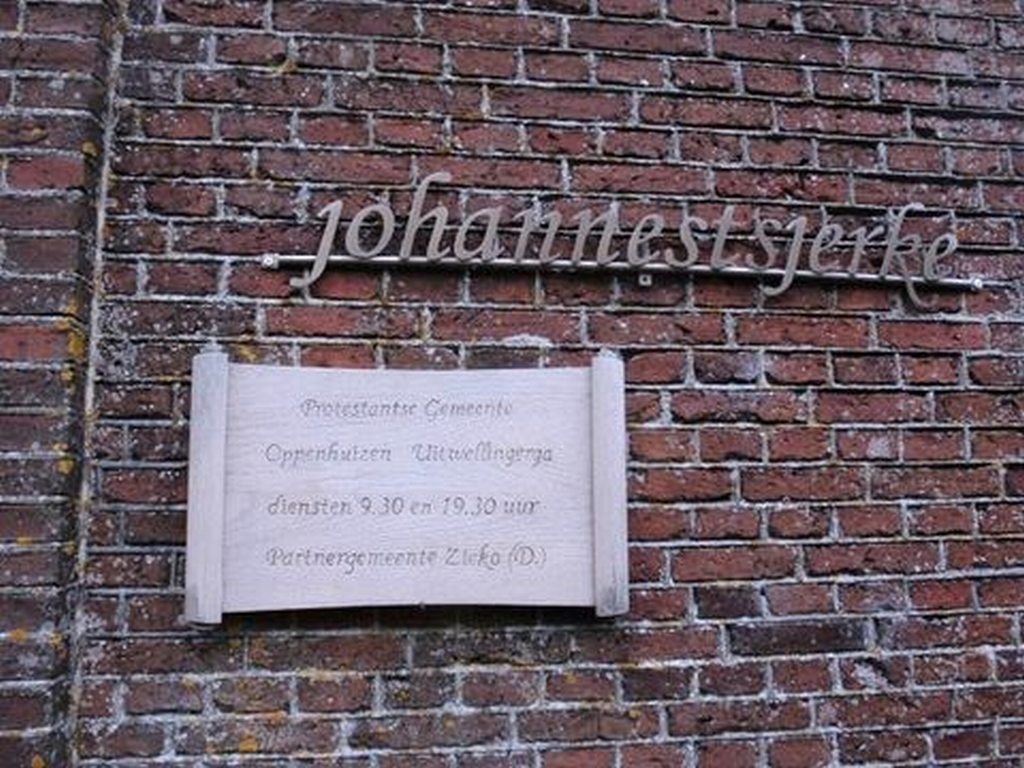 johannestsjerke
Protestantse Gemeente
Oppenhuizen Uitwellingerga
diensten 9.30 en 19.30 uur
Partnergemeente Zieko (D.)